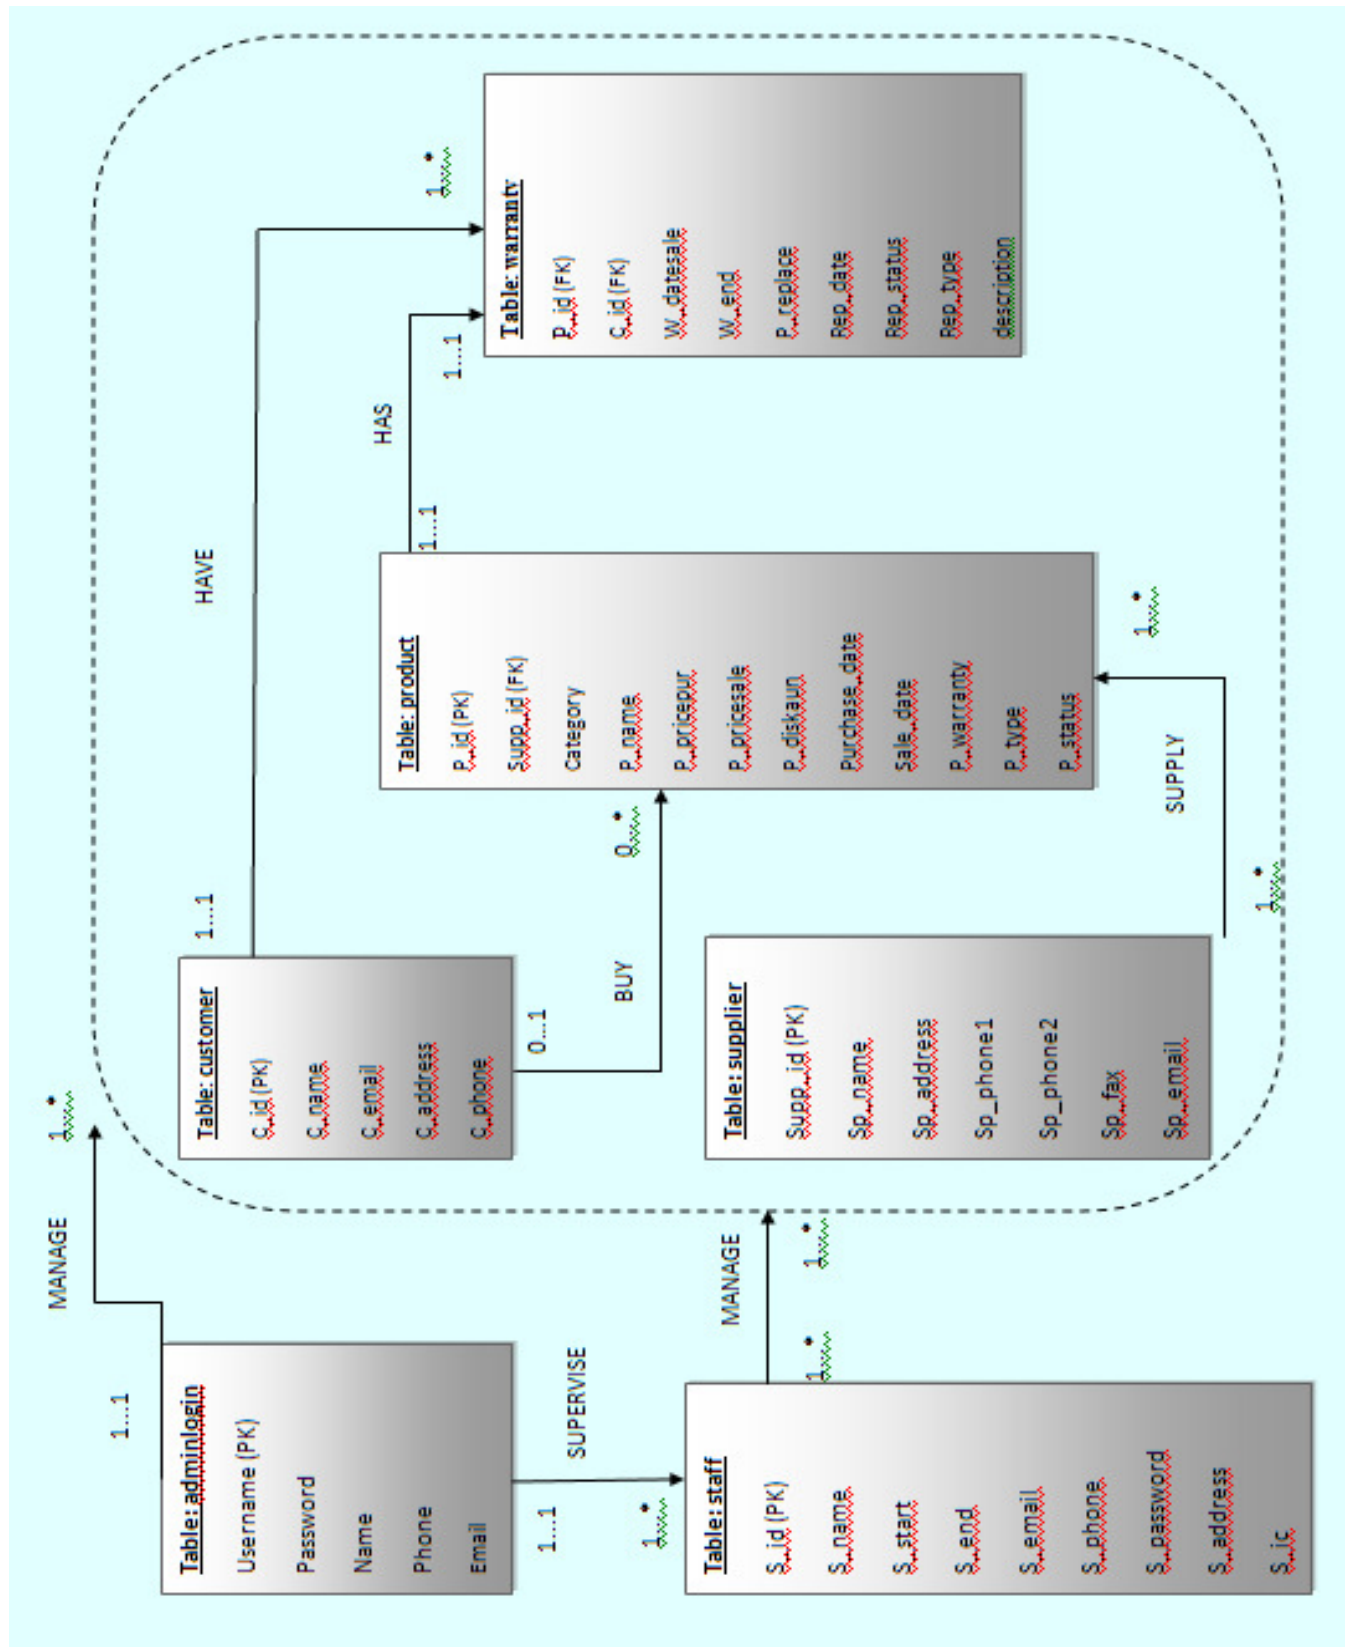 MANAGE
1...*
1...1
Table: adminlogin
Username (PK)
Password
Name
Phone
Email
SUPERVISE
1...1
1...*
Table: staff
S_id (PK)
S_name
S_start
S_end
S_email
S_phone
S_password
S_address
S_ic
MANAGE
1...*
1...*
Table: customer
C_id (PK)
C_name
C_email
C_address
C_phone
1...1
HAVE
1...*
0...1
BUY
0...*
Table: supplier
Supp_id (PK)
Sp_name
Sp_address
Sp_phone1
Sp_phone2
Sp_fax
Sp_email
1...*
SUPPLY
1...*
Table: product
P_id (PK)
Supp_id (FK)
Category
P_name
P_pricepur
P_pricesale
P_diskaun
Purchase_date
Sale_date
P_warranty
P_type
P_status
1...1
HAS
1...1
Table: warranty
P_id (FK)
C_id (FK)
W_datesale
W_end
P_replace
Rep_date
Rep_status
Rep_type
description